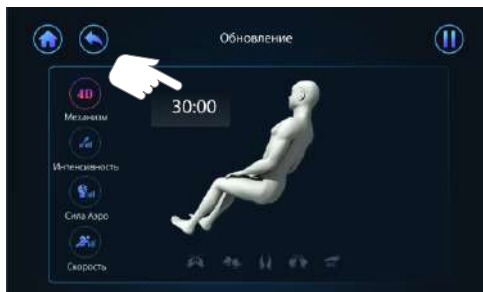 Обновление
30:00
4D
Механизм
Интенсивность
Сила Аэро
Скорость